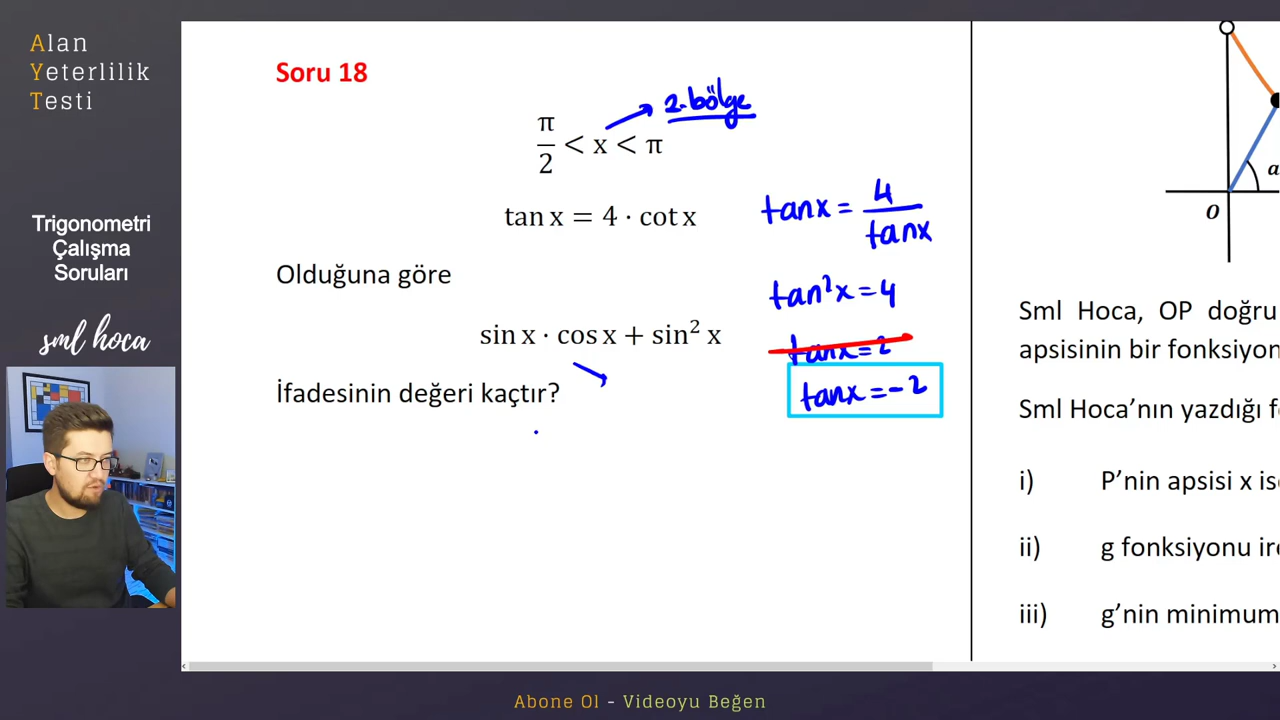 Alan
Yeterlilik
Testi
Trigonometri
Çalışma
Soruları
sml hoca
Soru 18
π/2 < x < π
2.bölge
tan x = 4 · cot x
Olduğuna göre
sin x · cos x + sin² x
İfadesinin değeri kaçtır?
tanx = 4/tanx
tan²x = 4
tanx = 2
tanx = -2
O
a
Sml Hoca, OP doğru
apsisinin bir fonksiyon
Sml Hoca'nın yazdığı f
i) P'nin apsisi x ise
ii) g fonksiyonu ire
iii) g'nin minimum
Abone Ol - Videoyu Beğen